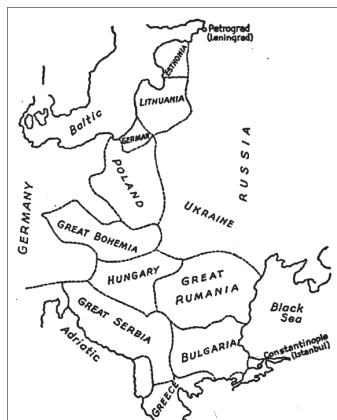 Petrograd
(Leningrad)
ESTHONIA
LITHUANIA
Baltic
GERMAN
POLAND
RUSSIA
UKRAINE
GERMANY
GREAT BOHEMIA
HUNGARY
GREAT
RUMANIA
GREAT SERBIA
Black
Sea
Adriatic
BULGARIA
Constantinople
(Istanbul)
GREECE